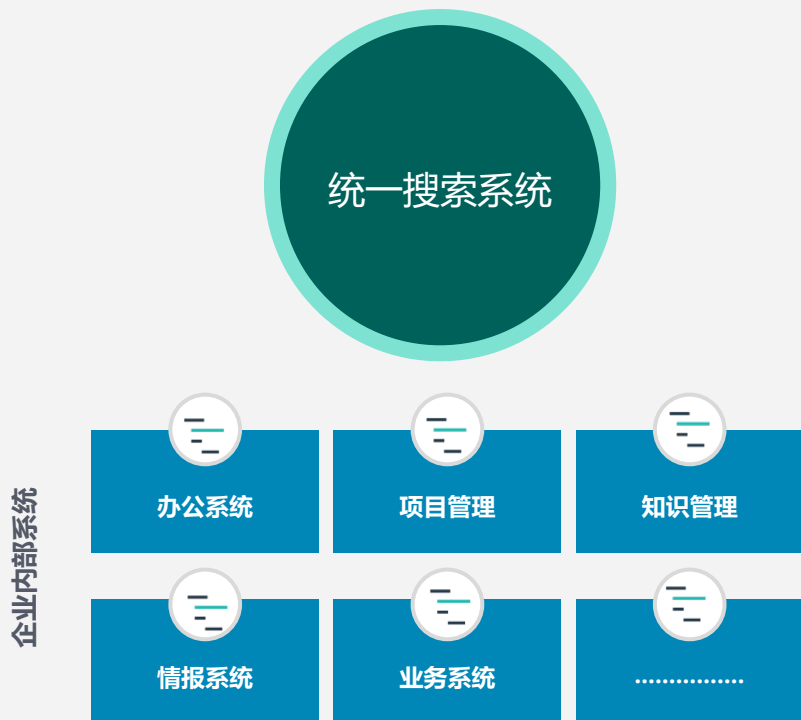 统一搜索系统
办公系统
项目管理
知识管理
企业内部系统
情报系统
业务系统
................